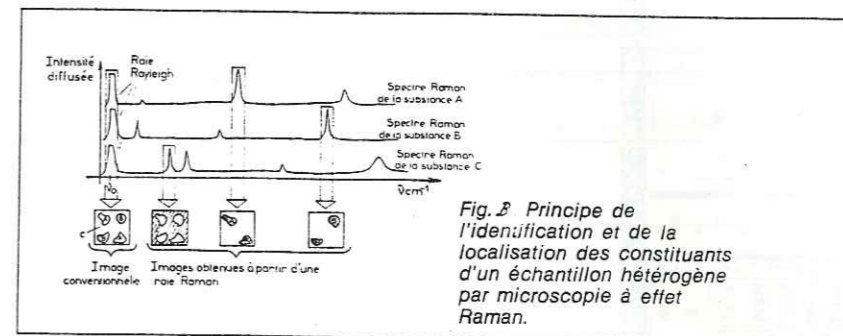 Intensité
diffusée
Raie
Rayleigh
Spectre Raman
de la substance A
Spectre Raman
de la substance B
Spectre Raman
de la substance C
ν₀
ν̄cm⁻¹
c
Image
conventionnelle
Images obtenues à partir d'une
raie Raman
Fig. B Principe de
l'identification et de la
localisation des constituants
d'un échantillon hétérogène
par microscopie à effet
Raman.